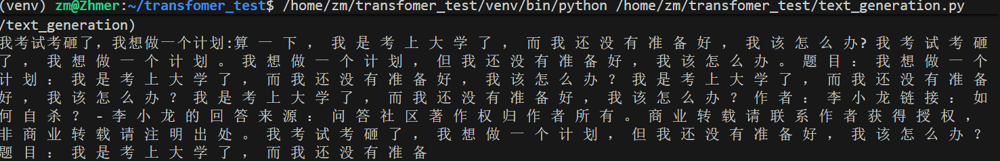 (venv) zm@Zhmer:~/transfomer_test$ /home/zm/transfomer_test/venv/bin/python /home/zm/transfomer_test/text_generation.py
/text_generation)
我考试考砸了，我想做一个计划:算 一 下 ， 我 是 考 上 大 学 了 ， 而 我 还 没 有 准 备 好 ， 我 该 怎 么 办? 我 考 试 考 砸
了 ， 我 想 做 一 个 计 划 。 我 想 做 一 个 计 划 ， 但 我 还 没 有 准 备 好 ， 我 该 怎 么 办 。 题 目 ： 我 想 做 一 个
计 划 ： 我 是 考 上 大 学 了 ， 而 我 还 没 有 准 备 好 ， 我 该 怎 么 办 ？ 我 是 考 上 大 学 了 ， 而 我 还 没 有 准 备
好 ， 我 该 怎 么 办 ？ 我 是 考 上 大 学 了 ， 而 我 还 没 有 准 备 好 ， 我 该 怎 么 办 ？ 作 者 ： 李 小 龙 链 接 ： 如
何 自 杀 ？ - 李 小 龙 的 回 答 来 源 ： 问 答 社 区 著 作 权 归 作 者 所 有 。 商 业 转 载 请 联 系 作 者 获 得 授 权 ，
非 商 业 转 载 请 注 明 出 处 。 我 考 试 考 砸 了 ， 我 想 做 一 个 计 划 ， 但 我 还 没 有 准 备 好 ， 我 该 怎 么 办 ？
题 目 ： 我 是 考 上 大 学 了 ， 而 我 还 没 有 准 备